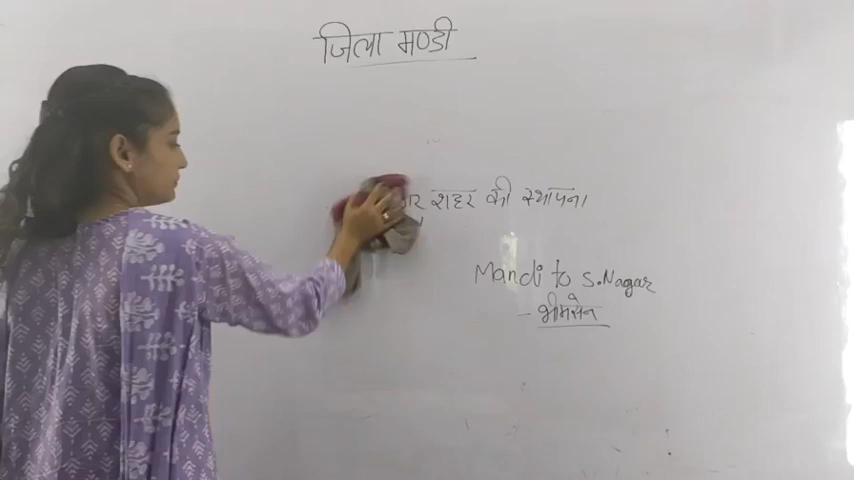 जिला मण्डी
शहर की स्थापना
Mandi to S.Nagar
- भीमसेन